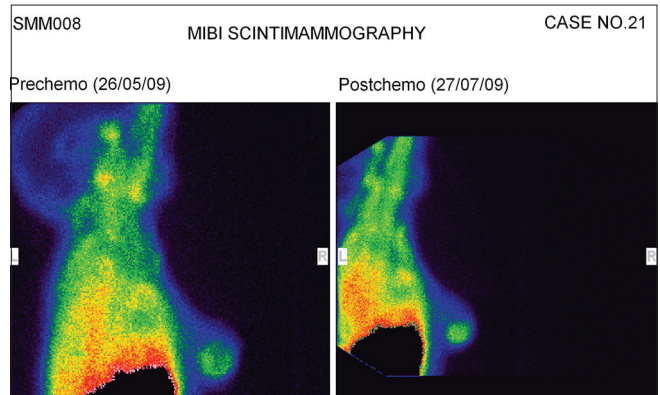 SMM008
MIBI SCINTIMAMMOGRAPHY
CASE NO.21
Prechemo (26/05/09)
Postchemo (27/07/09)
L
R
L
R